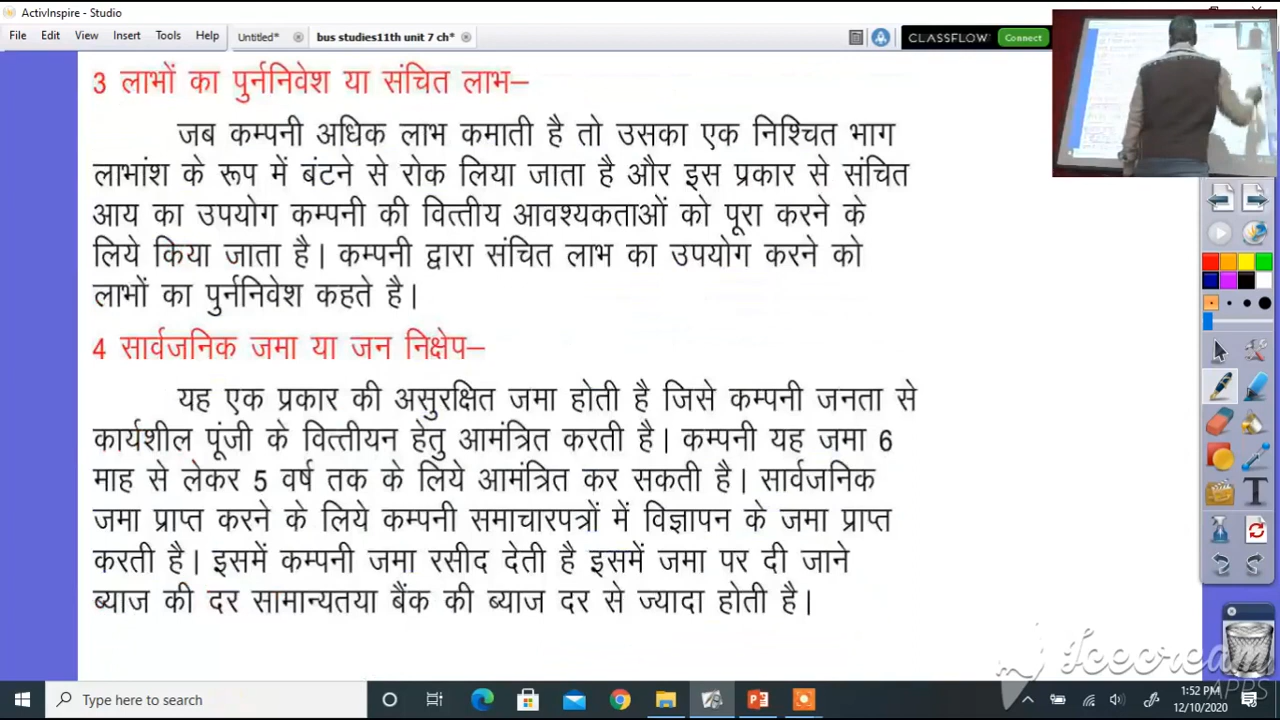 ActivInspire - Studio
File Edit View Insert Tools Help Untitled* bus studies11th unit 7 ch* CLASSFLOW Connect
3 लाभों का पुर्ननिवेश या संचित लाभ–
जब कम्पनी अधिक लाभ कमाती है तो उसका एक निश्चित भाग
लाभांश के रूप में बंटने से रोक लिया जाता है और इस प्रकार से संचित
आय का उपयोग कम्पनी की वित्तीय आवश्यकताओं को पूरा करने के
लिये किया जाता है। कम्पनी द्वारा संचित लाभ का उपयोग करने को
लाभों का पुर्ननिवेश कहते है।
4 सार्वजनिक जमा या जन निक्षेप–
यह एक प्रकार की असुरक्षित जमा होती है जिसे कम्पनी जनता से
कार्यशील पूंजी के वित्तीयन हेतु आमंत्रित करती है। कम्पनी यह जमा 6
माह से लेकर 5 वर्ष तक के लिये आमंत्रित कर सकती है। सार्वजनिक
जमा प्राप्त करने के लिये कम्पनी समाचारपत्रों में विज्ञापन के जमा प्राप्त
करती है। इसमें कम्पनी जमा रसीद देती है इसमें जमा पर दी जाने
ब्याज की दर सामान्यतया बैंक की ब्याज दर से ज्यादा होती है।
Icecream
APPS
Type here to search
1:52 PM
12/10/2020